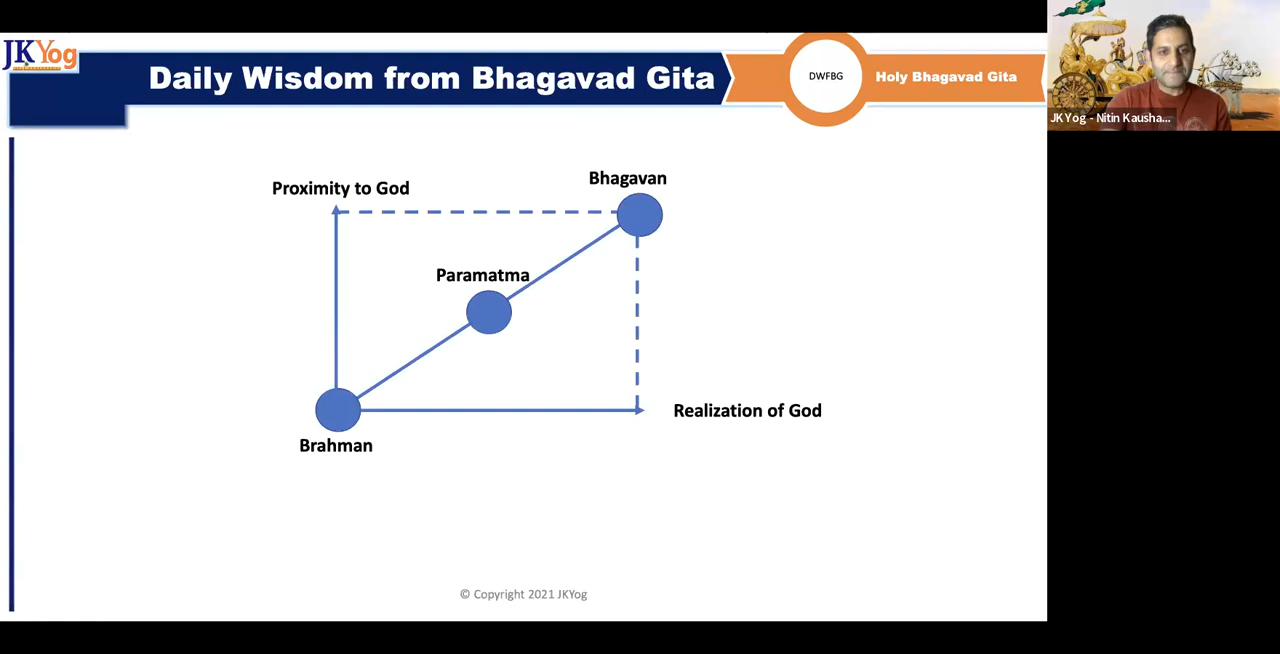 JKYog
Daily Wisdom from Bhagavad Gita
DWFBG
Holy Bhagavad Gita
JKYog - Nitin Kausha...
Bhagavan
Proximity to God
Paramatma
Realization of God
Brahman
© Copyright 2021 JKYog